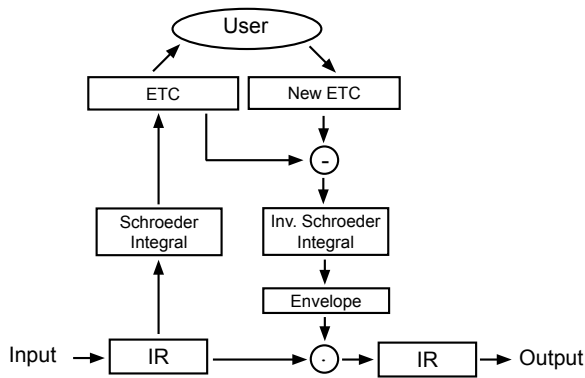 User
ETC
New ETC
-
Schroeder
Integral
Inv. Schroeder
Integral
Envelope
Input
IR
·
IR
Output